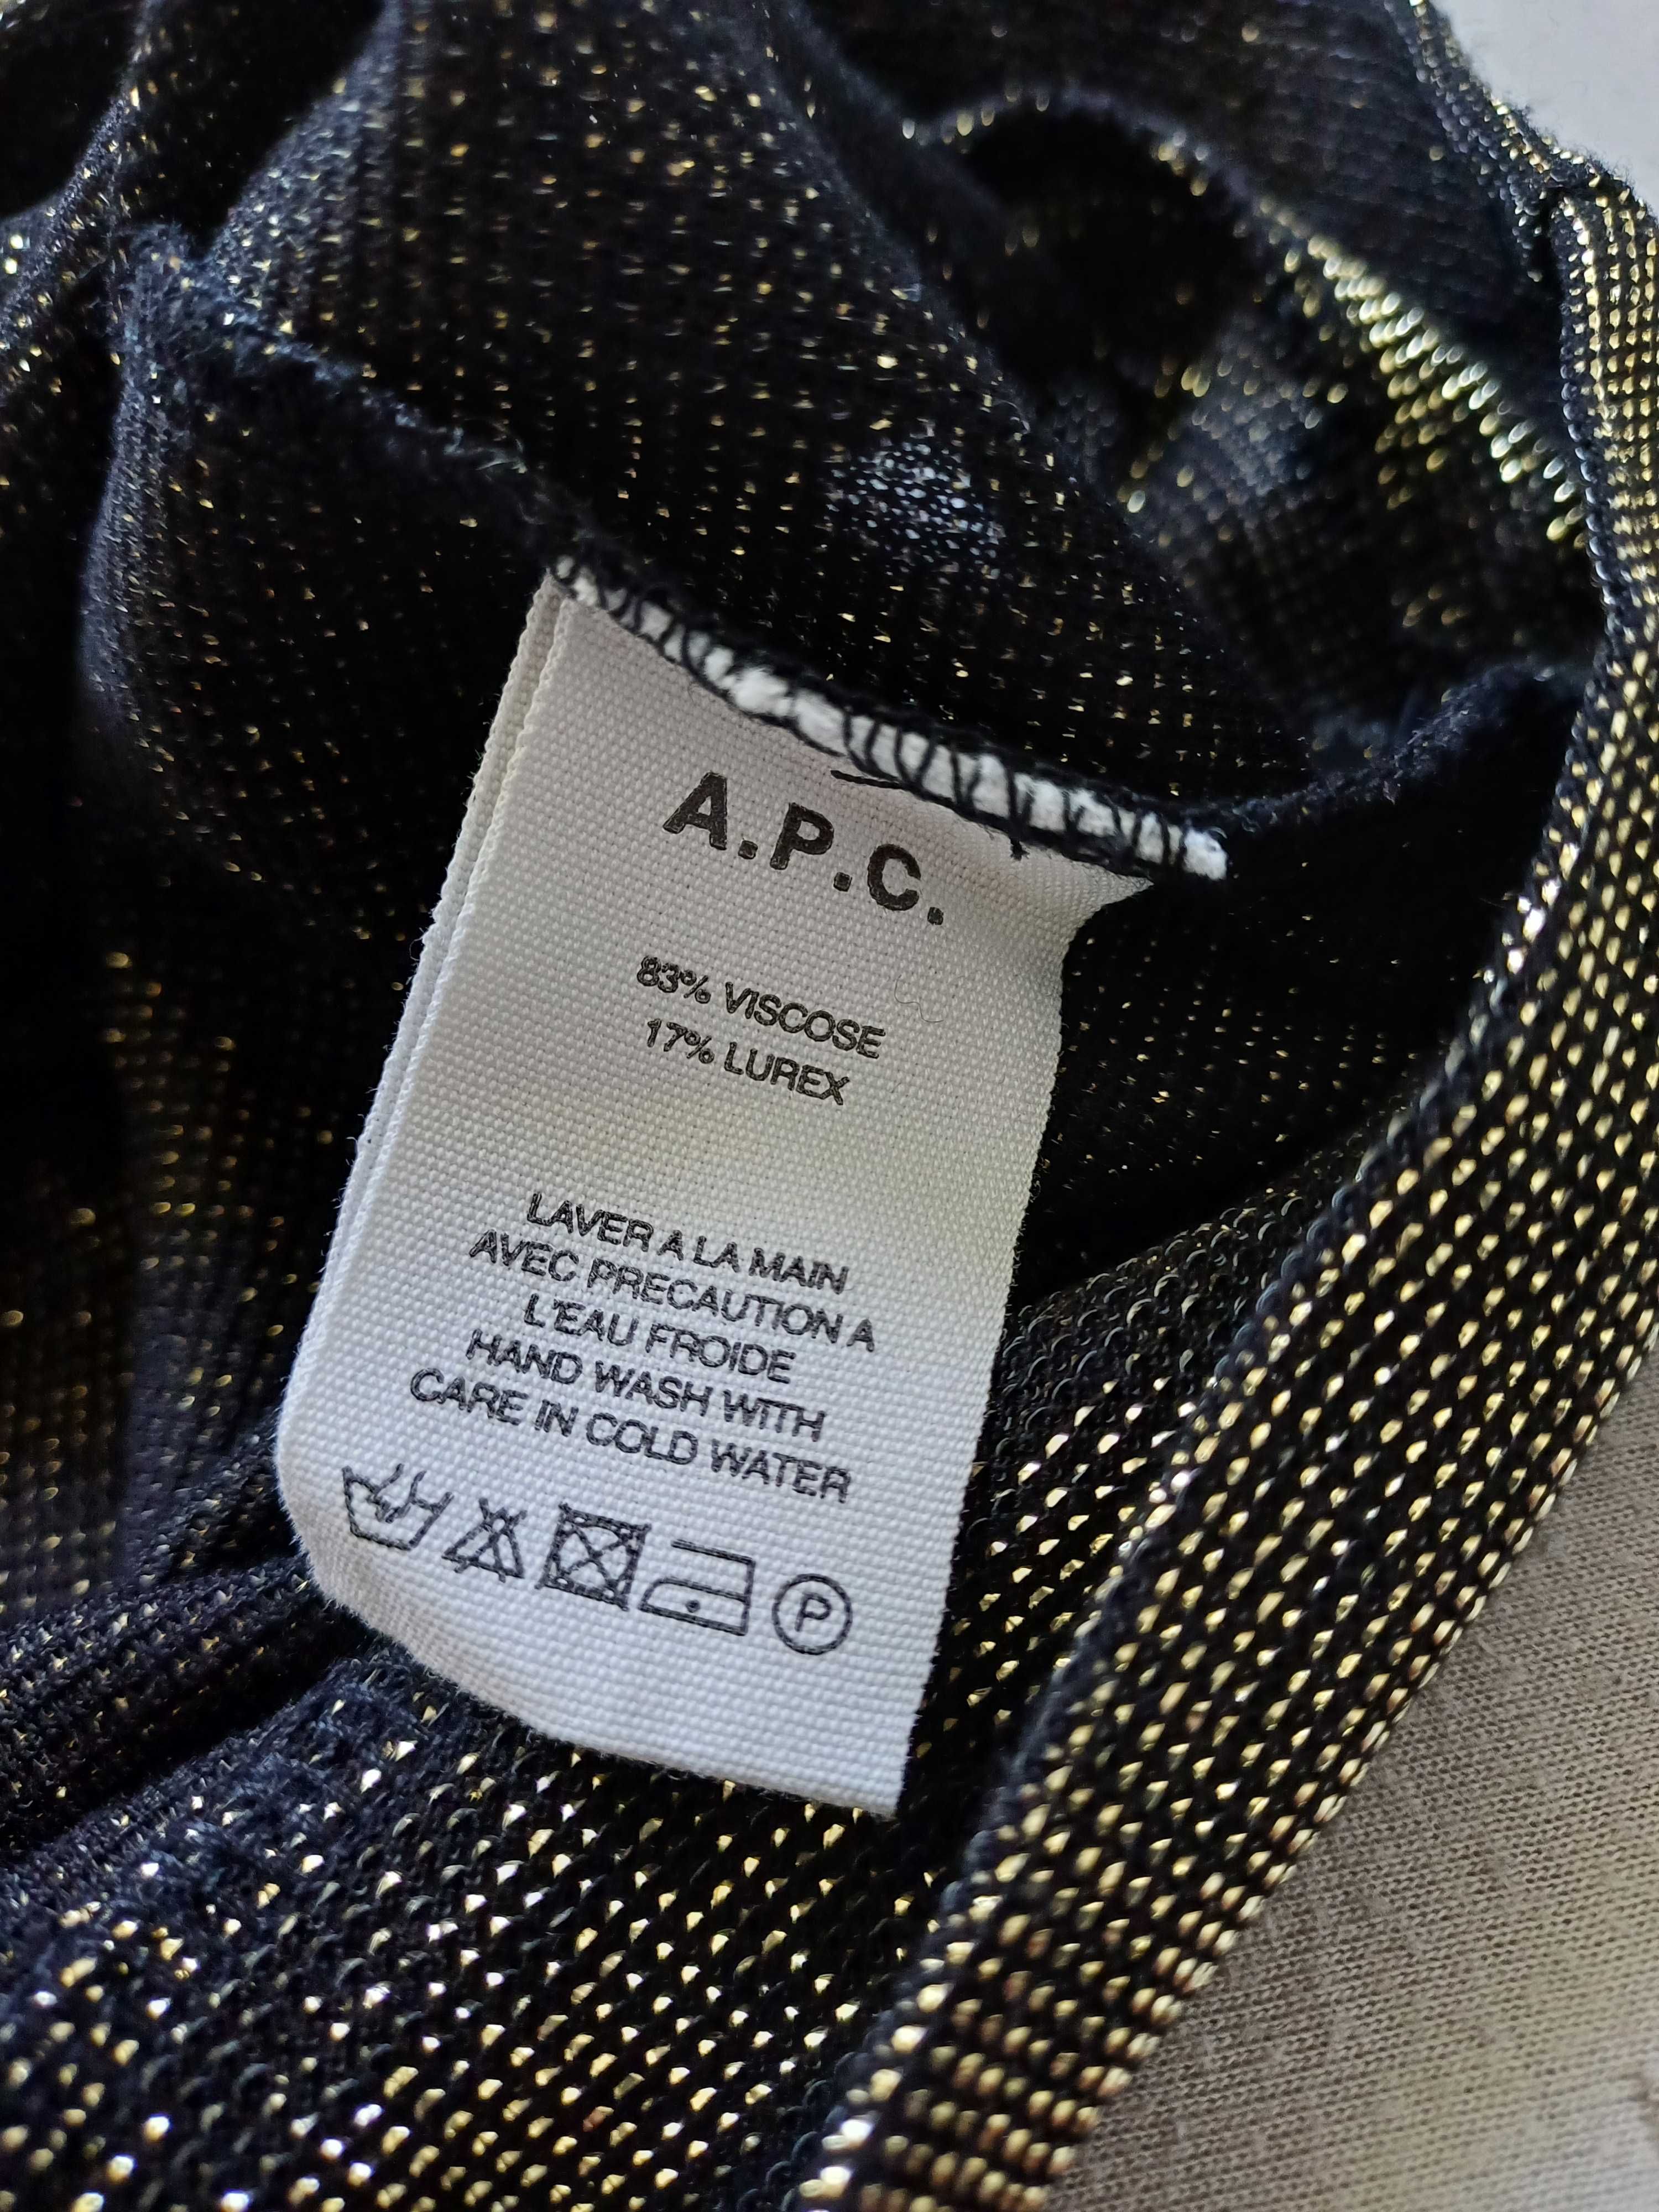 A.P.C.
83% VISCOSE
17% LUREX
LAVER A LA MAIN
AVEC PRECAUTION A
L'EAU FROIDE
HAND WASH WITH
CARE IN COLD WATER
P